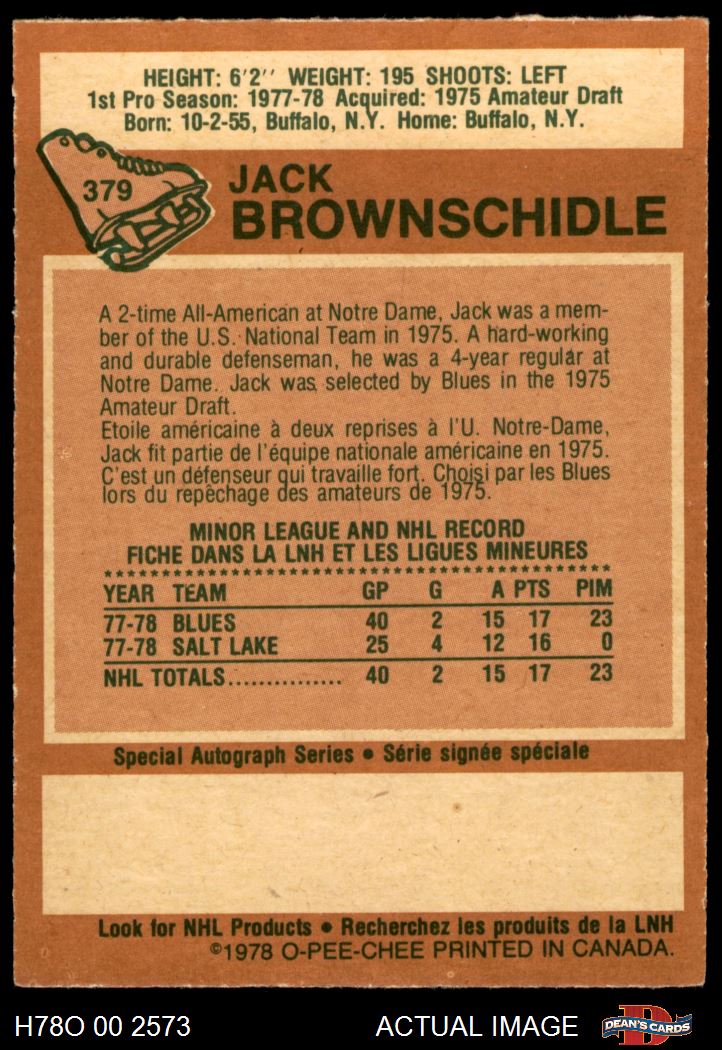 HEIGHT: 6'2'' WEIGHT: 195 SHOOTS: LEFT
1st Pro Season: 1977-78 Acquired: 1975 Amateur Draft
Born: 10-2-55, Buffalo, N.Y. Home: Buffalo, N.Y.
379
JACK
BROWNSCHIDLE
A 2-time All-American at Notre Dame, Jack was a mem-
ber of the U.S. National Team in 1975. A hard-working
and durable defenseman, he was a 4-year regular at
Notre Dame. Jack was selected by Blues in the 1975
Amateur Draft.
Etoile américaine à deux reprises à l'U. Notre-Dame,
Jack fit partie de l'équipe nationale américaine en 1975.
C'est un défenseur qui travaille fort. Choisi par les Blues
lors du repêchage des amateurs de 1975.
MINOR LEAGUE AND NHL RECORD
FICHE DANS LA LNH ET LES LIGUES MINEURES
YEAR TEAM GP G A PTS PIM
77-78 BLUES 40 2 15 17 23
77-78 SALT LAKE 25 4 12 16 0
NHL TOTALS............... 40 2 15 17 23
Special Autograph Series • Série signée spéciale
Look for NHL Products • Recherchez les produits de la LNH
©1978 O-PEE-CHEE PRINTED IN CANADA.
H78O 00 2573 ACTUAL IMAGE D DEAN'S CARDS